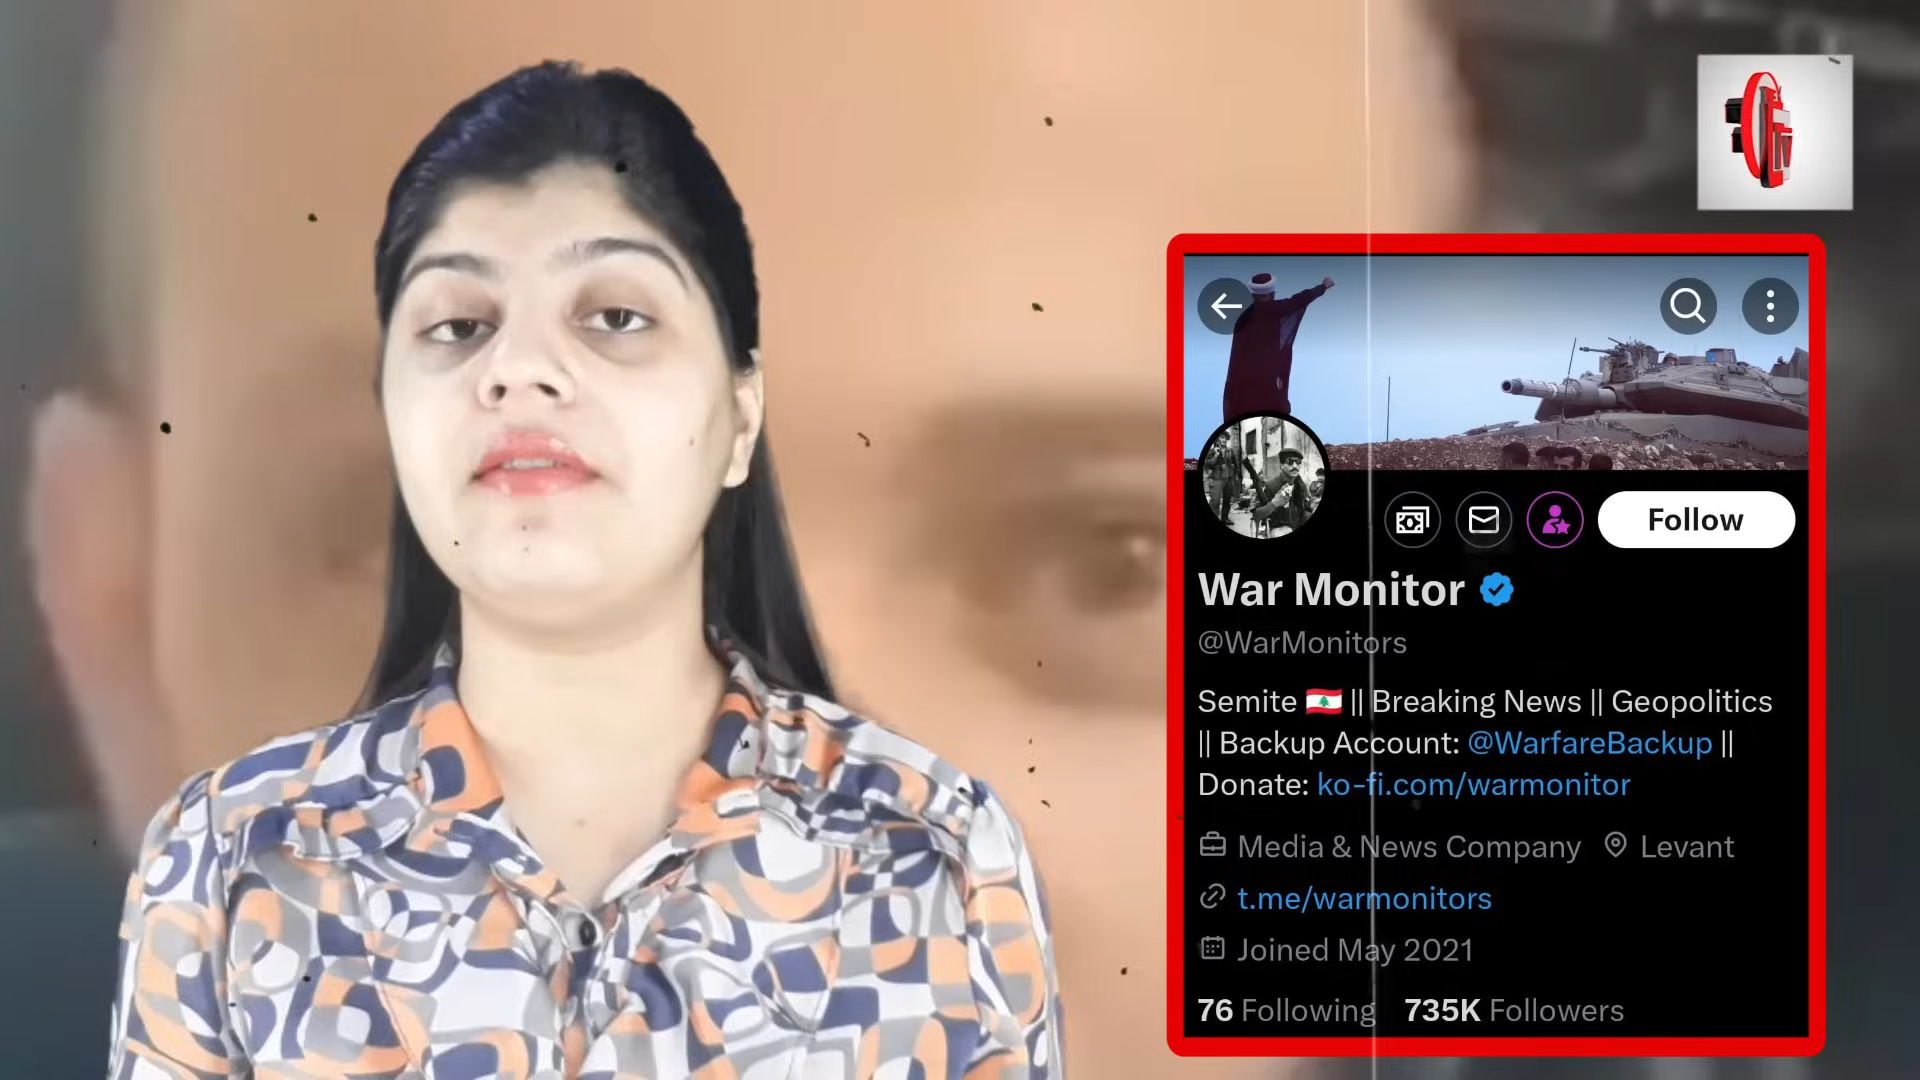 War Monitor
@WarMonitors
Follow
Semite 🇱🇧 || Breaking News || Geopolitics
|| Backup Account: @WarfareBackup ||
Donate: ko-fi.com/warmonitor
Media & News Company Levant
t.me/warmonitors
Joined May 2021
76 Following 735K Followers